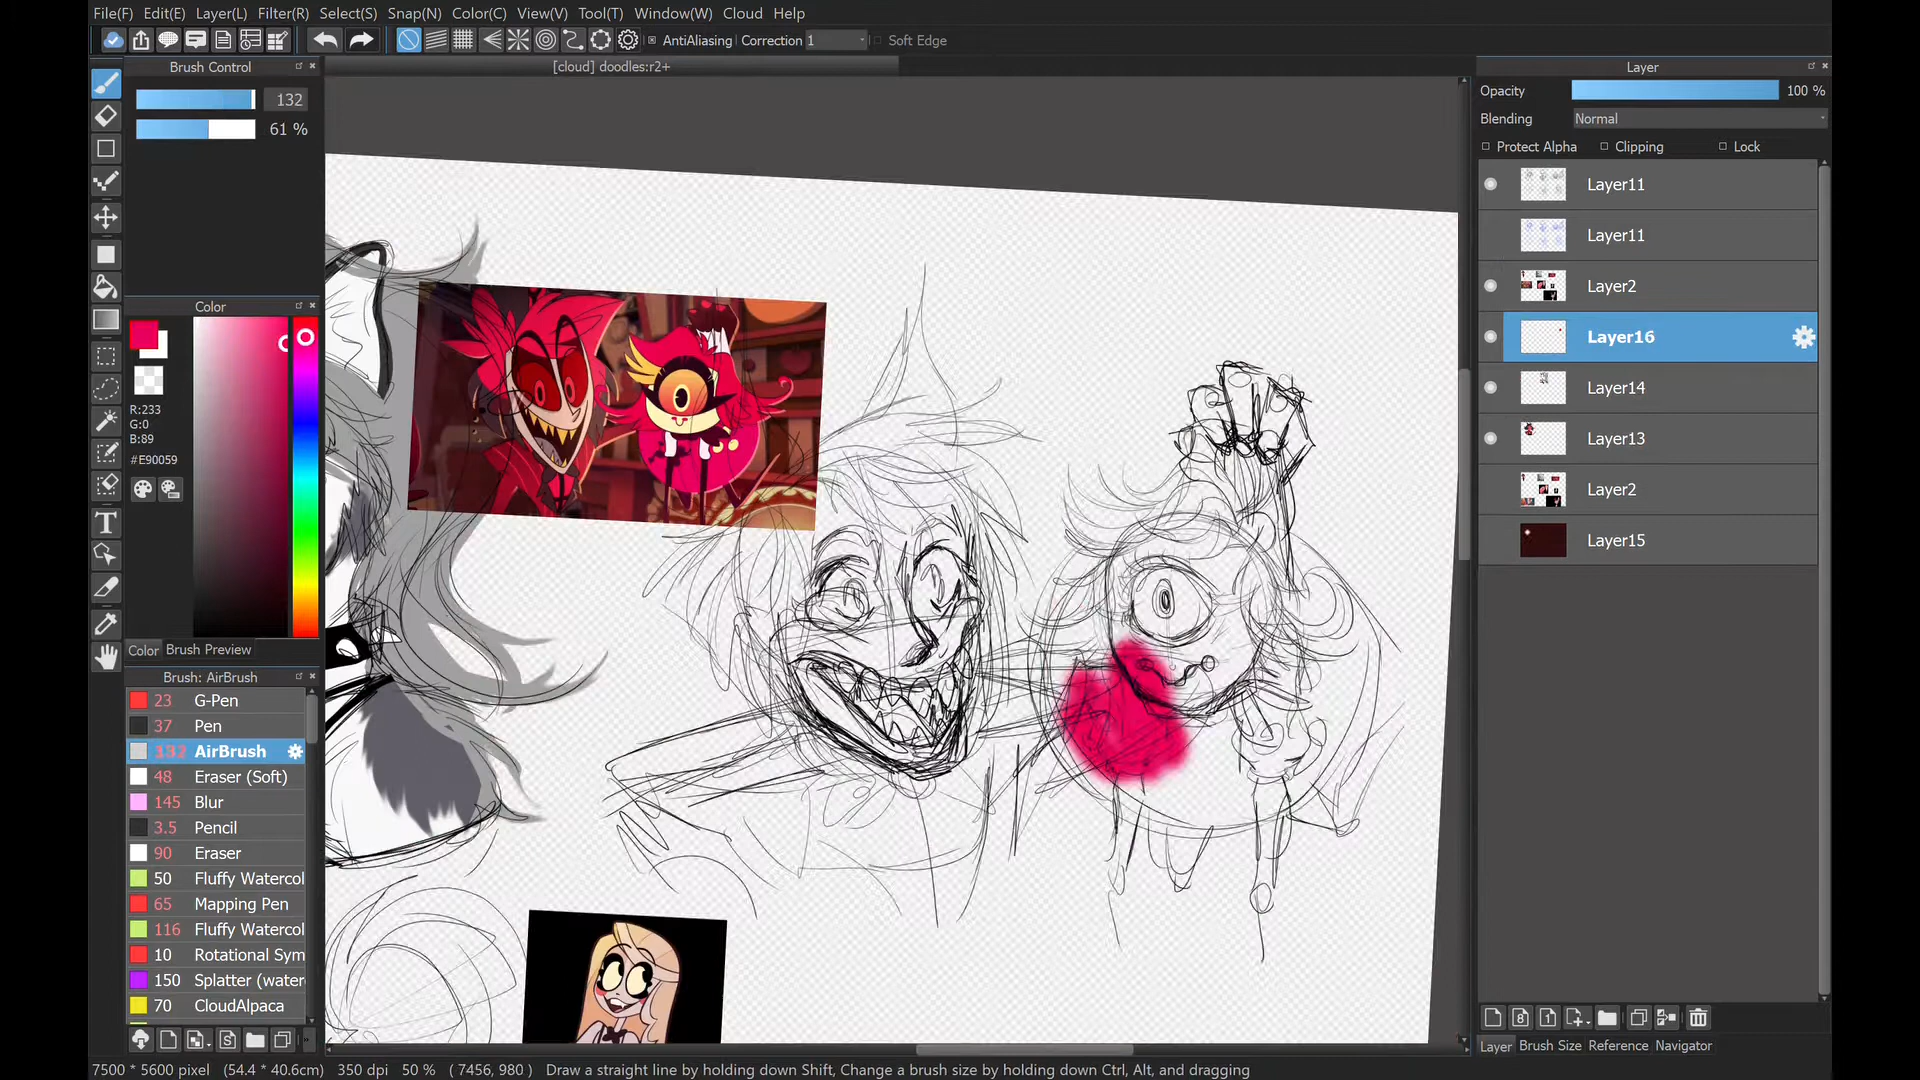 File(F) Edit(E) Layer(L) Filter(R) Select(S) Snap(N) Color(C) View(V) Tool(T) Window(W) Cloud Help
AntiAliasing Correction 1 Soft Edge
Brush Control
[cloud] doodles:r2+
Layer
132
61 %
Opacity 100 %
Blending Normal
Protect Alpha Clipping Lock
Layer11
Layer11
Layer2
Layer16
Layer14
Layer13
Layer2
Layer15
Color
R:233
G:0
B:89
#E90059
Color Brush Preview
Brush: AirBrush
23 G-Pen
37 Pen
132 AirBrush
48 Eraser (Soft)
145 Blur
3.5 Pencil
90 Eraser
50 Fluffy Watercol
65 Mapping Pen
116 Fluffy Watercol
10 Rotational Sym
150 Splatter (water
70 CloudAlpaca
Layer Brush Size Reference Navigator
7500 * 5600 pixel (54.4 * 40.6cm) 350 dpi 50 % ( 7456, 980 ) Draw a straight line by holding down Shift, Change a brush size by holding down Ctrl, Alt, and dragging